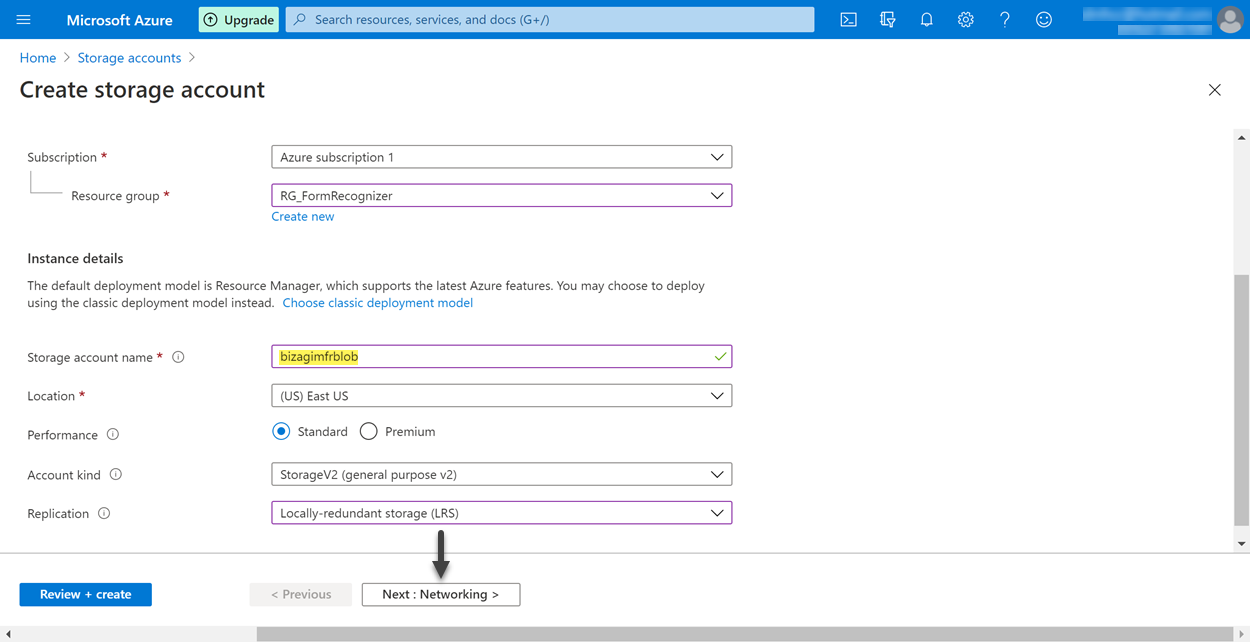 Microsoft Azure Upgrade Search resources, services, and docs (G+/)
Home > Storage accounts >
Create storage account
Subscription * Azure subscription 1
Resource group * RG_FormRecognizer
Create new
Instance details
The default deployment model is Resource Manager, which supports the latest Azure features. You may choose to deploy
using the classic deployment model instead. Choose classic deployment model
Storage account name * bizagimfrblob
Location * (US) East US
Performance Standard Premium
Account kind StorageV2 (general purpose v2)
Replication Locally-redundant storage (LRS)
Review + create < Previous Next : Networking >